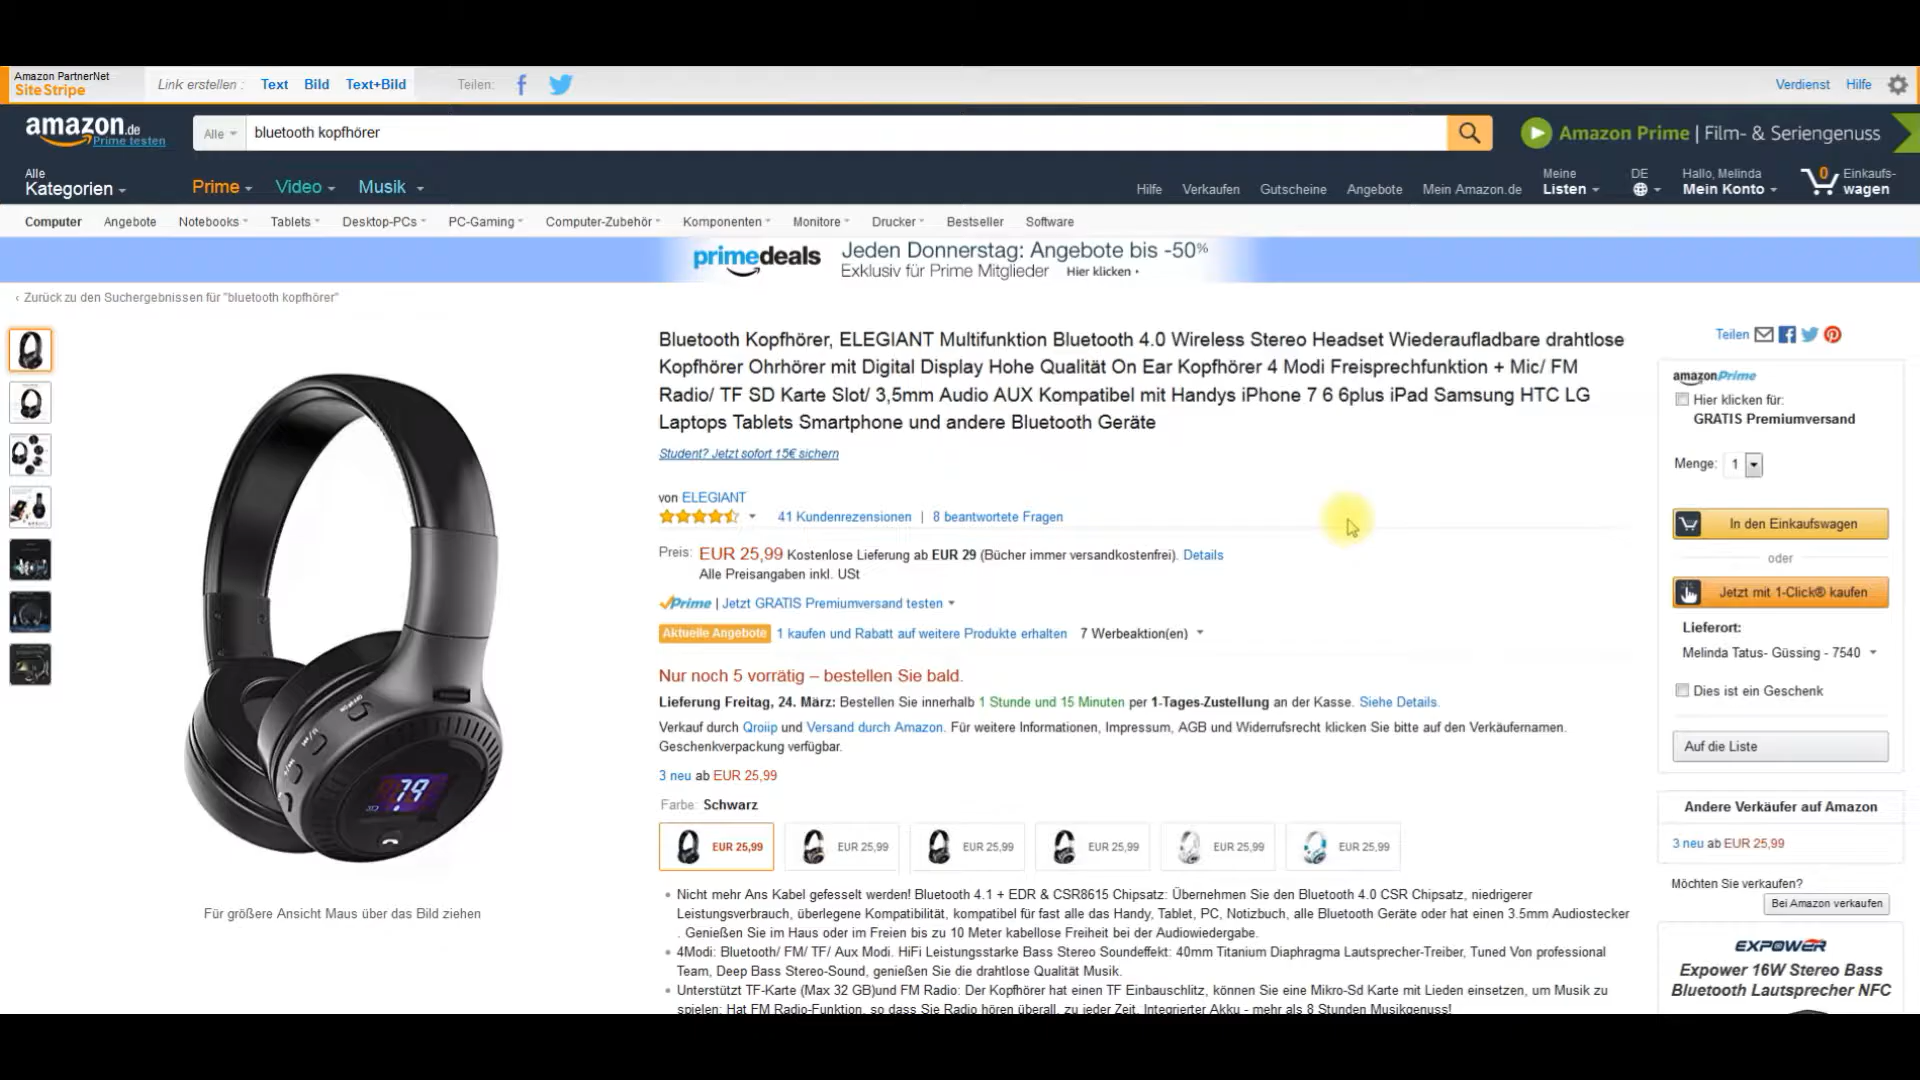 Amazon PartnerNet
SiteStripe
Link erstellen :
Text
Bild
Text+Bild
Teilen:
Verdienst
Hilfe
amazon.de
Prime testen
Alle
bluetooth kopfhörer
Amazon Prime | Film- & Seriengenuss
Alle
Kategorien
Prime
Video
Musik
Hilfe
Verkaufen
Gutscheine
Angebote
Mein Amazon.de
Meine
Listen
DE
Hallo, Melinda
Mein Konto
0
Einkaufs-
wagen
Computer
Angebote
Notebooks
Tablets
Desktop-PCs
PC-Gaming
Computer-Zubehör
Komponenten
Monitore
Drucker
Bestseller
Software
primedeals
Jeden Donnerstag: Angebote bis -50%
Exklusiv für Prime Mitglieder Hier klicken
‹ Zurück zu den Suchergebnissen für "bluetooth kopfhörer"
Bluetooth Kopfhörer, ELEGIANT Multifunktion Bluetooth 4.0 Wireless Stereo Headset Wiederaufladbare drahtlose
Kopfhörer Ohrhörer mit Digital Display Hohe Qualität On Ear Kopfhörer 4 Modi Freisprechfunktion + Mic/ FM
Radio/ TF SD Karte Slot/ 3,5mm Audio AUX Kompatibel mit Handys iPhone 7 6 6plus iPad Samsung HTC LG
Laptops Tablets Smartphone und andere Bluetooth Geräte
Student? Jetzt sofort 15€ sichern
von ELEGIANT
41 Kundenrezensionen | 8 beantwortete Fragen
Preis: EUR 25,99 Kostenlose Lieferung ab EUR 29 (Bücher immer versandkostenfrei). Details
Alle Preisangaben inkl. USt
Prime | Jetzt GRATIS Premiumversand testen
Aktuelle Angebote 1 kaufen und Rabatt auf weitere Produkte erhalten 7 Werbeaktion(en)
Nur noch 5 vorrätig – bestellen Sie bald.
Lieferung Freitag, 24. März: Bestellen Sie innerhalb 1 Stunde und 15 Minuten per 1-Tages-Zustellung an der Kasse. Siehe Details.
Verkauf durch Qroiip und Versand durch Amazon. Für weitere Informationen, Impressum, AGB und Widerrufsrecht klicken Sie bitte auf den Verkäufernamen.
Geschenkverpackung verfügbar.
3 neu ab EUR 25,99
Farbe: Schwarz
EUR 25,99
EUR 25,99
EUR 25,99
EUR 25,99
EUR 25,99
EUR 25,99
Nicht mehr Ans Kabel gefesselt werden! Bluetooth 4.1 + EDR & CSR8615 Chipsatz: Übernehmen Sie den Bluetooth 4.0 CSR Chipsatz, niedrigerer
Leistungsverbrauch, überlegene Kompatibilität, kompatibel für fast alle das Handy, Tablet, PC, Notizbuch, alle Bluetooth Geräte oder hat einen 3.5mm Audiostecker
. Genießen Sie im Haus oder im Freien bis zu 10 Meter kabellose Freiheit bei der Audiowiedergabe.
4Modi: Bluetooth/ FM/ TF/ Aux Modi. HiFi Leistungsstarke Bass Stereo Soundeffekt: 40mm Titanium Diaphragma Lautsprecher-Treiber, Tuned Von professional
Team, Deep Bass Stereo-Sound, genießen Sie die drahtlose Qualität Musik.
Unterstützt TF-Karte (Max 32 GB)und FM Radio: Der Kopfhörer hat einen TF Einbauschlitz, können Sie eine Mikro-Sd Karte mit Lieden einsetzen, um Musik zu
spielen; Hat FM Radio-Funktion, so dass Sie Radio hören überall, zu jeder Zeit. Integrierter Akku - mehr als 8 Stunden Musikgenuss!
Für größere Ansicht Maus über das Bild ziehen
Teilen
amazonPrime
Hier klicken für:
GRATIS Premiumversand
Menge: 1
In den Einkaufswagen
oder
Jetzt mit 1-Click® kaufen
Lieferort:
Melinda Tatus- Güssing - 7540
Dies ist ein Geschenk
Auf die Liste
Andere Verkäufer auf Amazon
3 neu ab EUR 25,99
Möchten Sie verkaufen?
Bei Amazon verkaufen
EXPOWER
Expower 16W Stereo Bass
Bluetooth Lautsprecher NFC